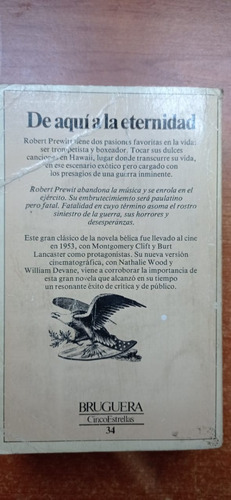 De aquí a la eternidad
Robert Prewitt tiene dos pasiones favoritas en la vida:
ser trompetista y boxeador. Tocar sus dulces
canciones en Hawaii, lugar donde transcurre su vida,
en ese escenario exótico pero cargado con
los presagios de una guerra inminente.
Robert Prewit abandona la música y se enrola en el
ejército. Su embrutecimiento será paulatino
pero fatal. Fatalidad en cuyo término asoma el rostro
siniestro de la guerra, sus horrores y
desesperanzas.
Este gran clásico de la novela bélica fue llevado al cine
en 1953, con Montgomery Clift y Burt
Lancaster como protagonistas. Su nueva versión
cinematográfica, con Nathalie Wood y
William Devane, viene a corroborar la importancia de
esta gran novela que alcanzó en su tiempo
un resonante éxito de crítica y de público.
BRUGUERA
CincoEstrellas
34